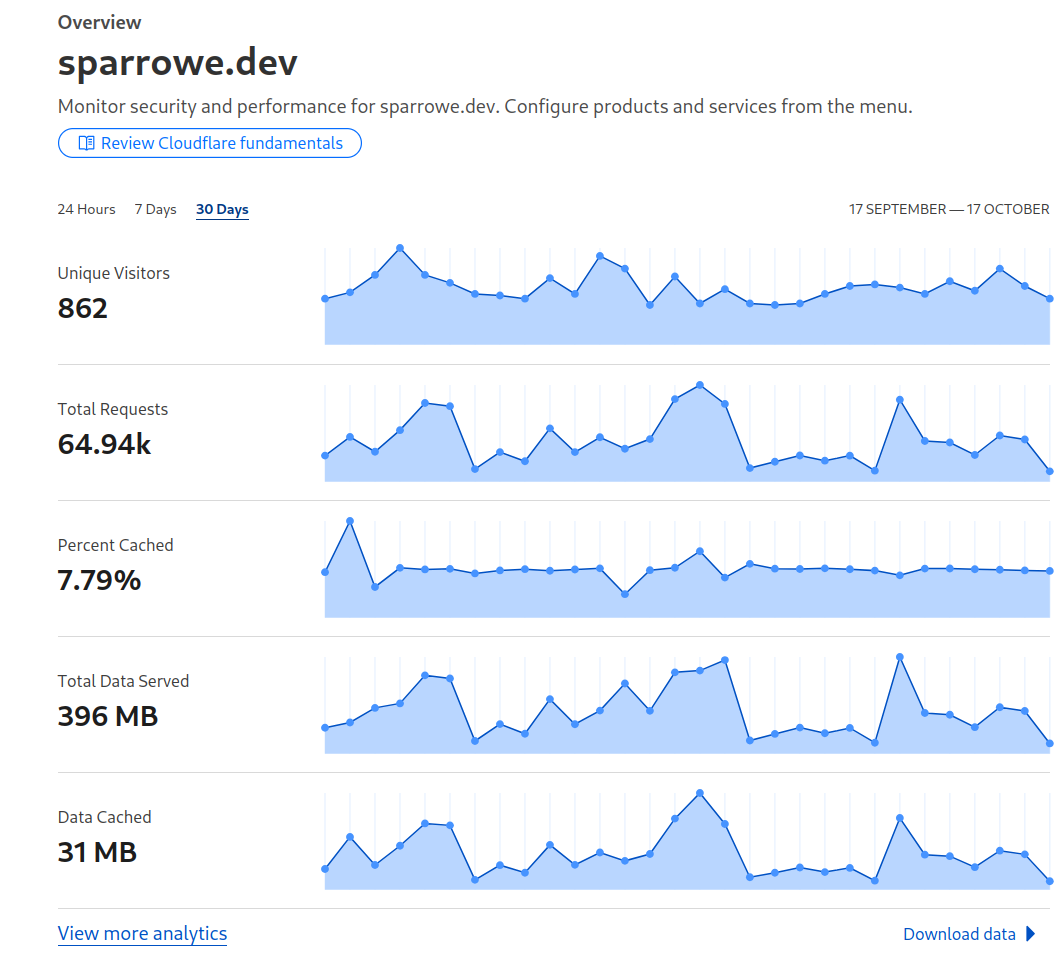 Overview
sparrowe.dev
Monitor security and performance for sparrowe.dev. Configure products and services from the menu.
Review Cloudflare fundamentals
24 Hours 7 Days 30 Days 17 SEPTEMBER — 17 OCTOBER
Unique Visitors
862
Total Requests
64.94k
Percent Cached
7.79%
Total Data Served
396 MB
Data Cached
31 MB
View more analytics Download data